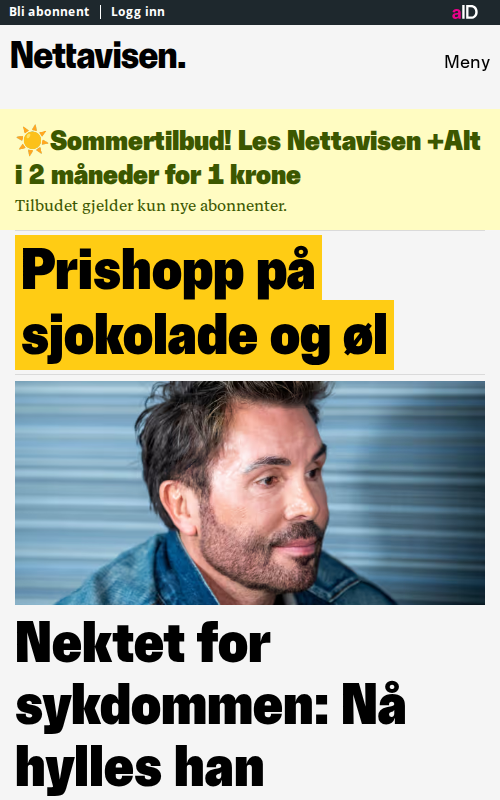 Bli abonnent | Logg inn
aID
Nettavisen.
Meny
☀️Sommertilbud! Les Nettavisen +Alt
i 2 måneder for 1 krone
Tilbudet gjelder kun nye abonnenter.
Prishopp på
sjokolade og øl
Nektet for
sykdommen: Nå
hylles han